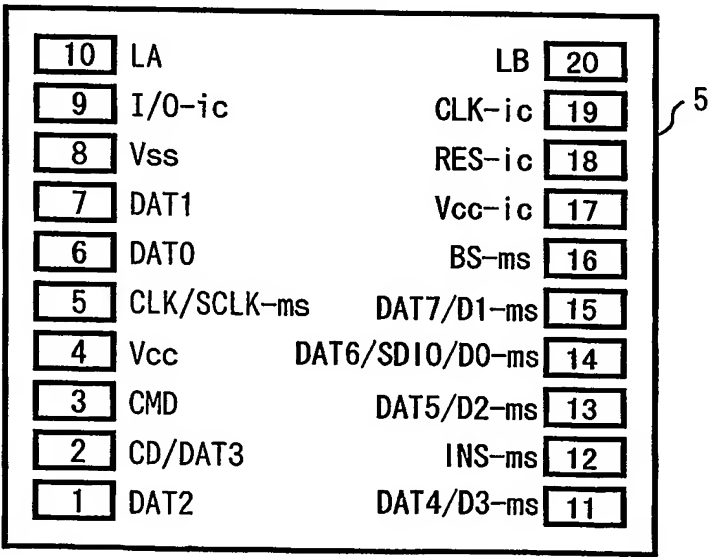 10 LA LB 20
9 I/O-ic CLK-ic 19
8 Vss RES-ic 18
7 DAT1 Vcc-ic 17
6 DAT0 BS-ms 16
5 CLK/SCLK-ms DAT7/D1-ms 15
4 Vcc DAT6/SDIO/D0-ms 14
3 CMD DAT5/D2-ms 13
2 CD/DAT3 INS-ms 12
1 DAT2 DAT4/D3-ms 11
5